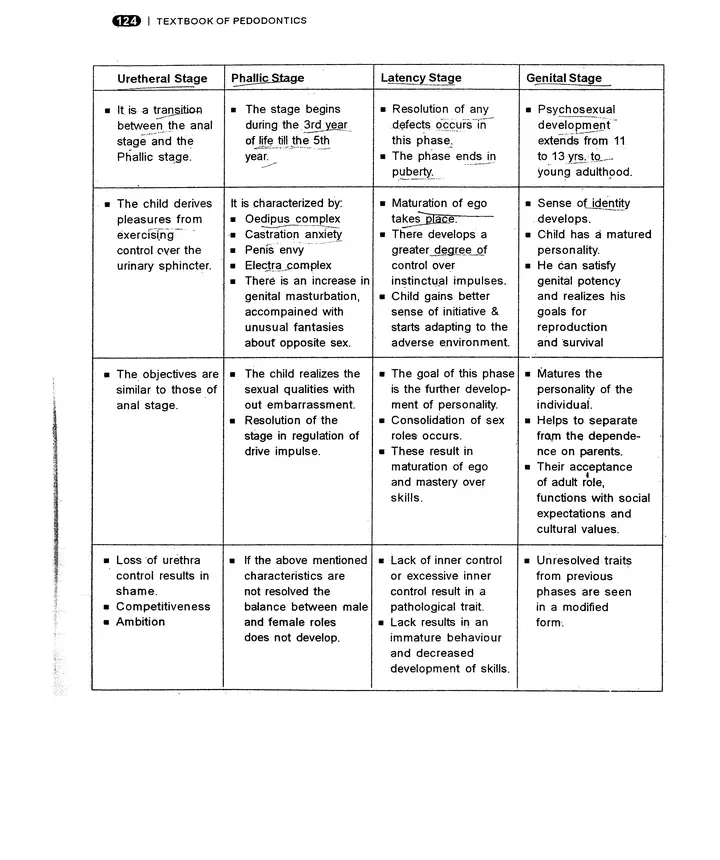 124 | TEXTBOOK OF PEDODONTICS
Uretheral Stage
Phallic Stage
Latency Stage
Genital Stage
■ It is a transition
between the anal
stage and the
Phallic stage.
■ The stage begins
during the 3rd year
of life till the 5th
year.
■ Resolution of any
defects occurs in
this phase.
■ The phase ends in
puberty.
■ Psychosexual
development
extends from 11
to 13 yrs. to
young adulthood.
■ The child derives
pleasures from
exercising
control over the
urinary sphincter.
It is characterized by:
■ Oedipus complex
■ Castration anxiety
■ Penis envy
■ Electra complex
■ There is an increase in
genital masturbation,
accompained with
unusual fantasies
about opposite sex.
■ Maturation of ego
takes place.
■ There develops a
greater degree of
control over
instinctual impulses.
■ Child gains better
sense of initiative &
starts adapting to the
adverse environment.
■ Sense of identity
develops.
■ Child has a matured
personality.
■ He can satisfy
genital potency
and realizes his
goals for
reproduction
and survival
■ The objectives are
similar to those of
anal stage.
■ The child realizes the
sexual qualities with
out embarrassment.
■ Resolution of the
stage in regulation of
drive impulse.
■ The goal of this phase
is the further develop-
ment of personality.
■ Consolidation of sex
roles occurs.
■ These result in
maturation of ego
and mastery over
skills.
■ Matures the
personality of the
individual.
■ Helps to separate
from the depende-
nce on parents.
■ Their acceptance
of adult role,
functions with social
expectations and
cultural values.
■ Loss of urethra
control results in
shame.
■ Competitiveness
■ Ambition
■ If the above mentioned
characteristics are
not resolved the
balance between male
and female roles
does not develop.
■ Lack of inner control
or excessive inner
control result in a
pathological trait.
■ Lack results in an
immature behaviour
and decreased
development of skills.
■ Unresolved traits
from previous
phases are seen
in a modified
form.